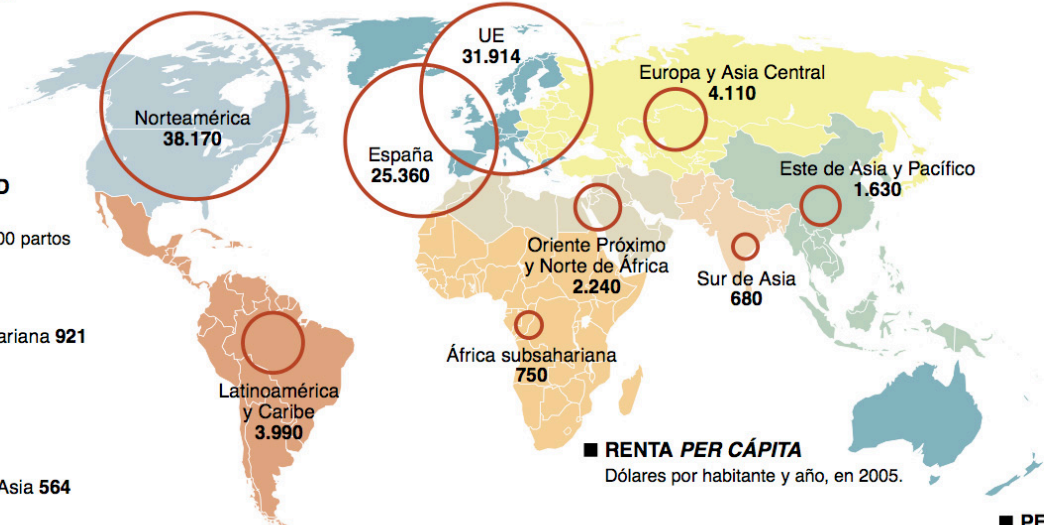 UE
31.914
Europa y Asia Central
4.110
Norteamérica
38.170
España
25.360
Este de Asia y Pacífico
1.630
D
00 partos
Oriente Próximo
y Norte de África
2.240
Sur de Asia
680
ariana 921
África subsahariana
750
Latinoamérica
y Caribe
3.990
■ RENTA PER CÁPITA
Dólares por habitante y año, en 2005.
Asia 564
■ PE